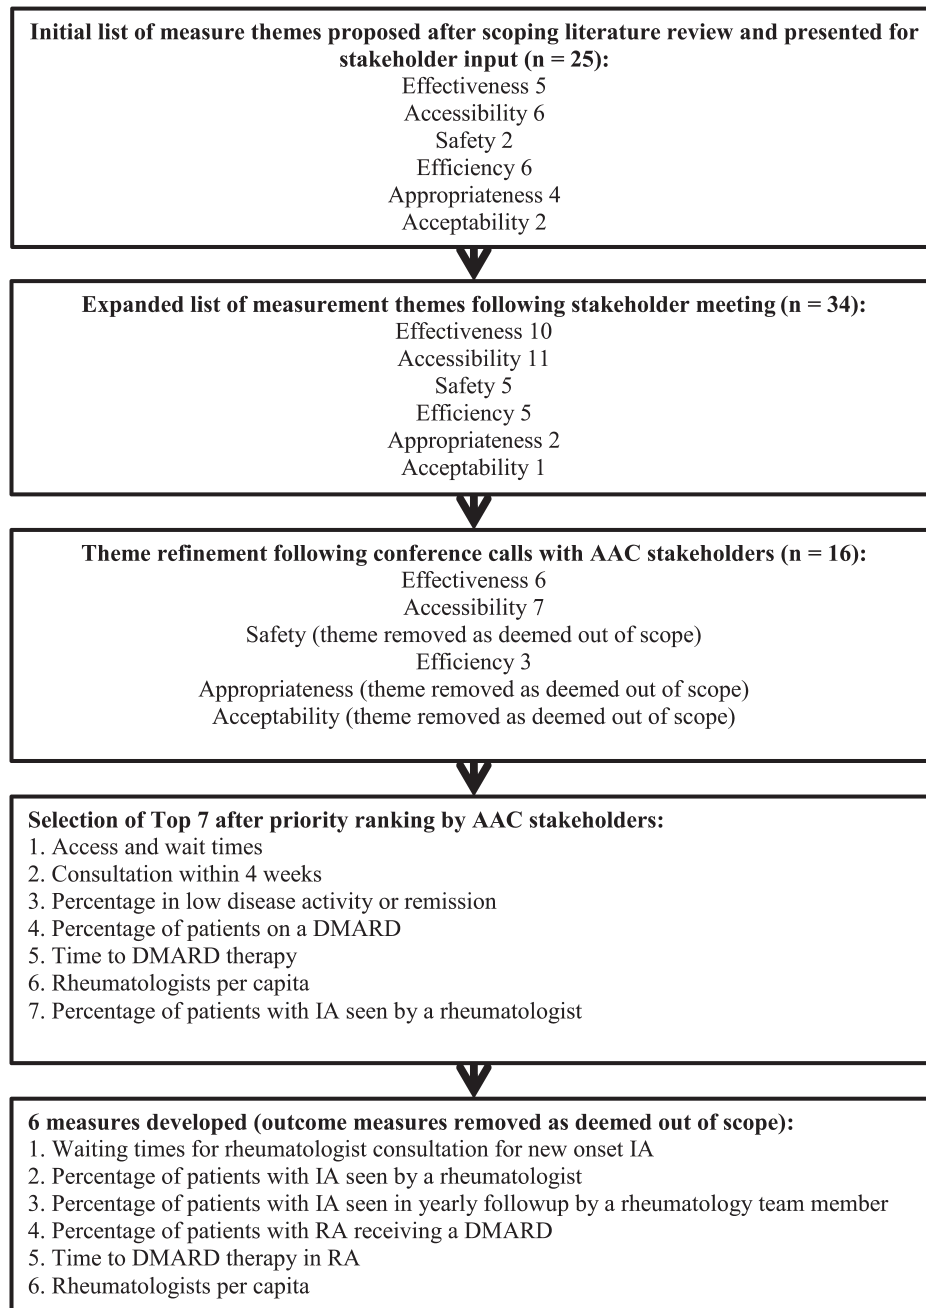 Initial list of measure themes proposed after scoping literature review and presented for
stakeholder input (n = 25):
Effectiveness 5
Accessibility 6
Safety 2
Efficiency 6
Appropriateness 4
Acceptability 2
Expanded list of measurement themes following stakeholder meeting (n = 34):
Effectiveness 10
Accessibility 11
Safety 5
Efficiency 5
Appropriateness 2
Acceptability 1
Theme refinement following conference calls with AAC stakeholders (n = 16):
Effectiveness 6
Accessibility 7
Safety (theme removed as deemed out of scope)
Efficiency 3
Appropriateness (theme removed as deemed out of scope)
Acceptability (theme removed as deemed out of scope)
Selection of Top 7 after priority ranking by AAC stakeholders:
1. Access and wait times
2. Consultation within 4 weeks
3. Percentage in low disease activity or remission
4. Percentage of patients on a DMARD
5. Time to DMARD therapy
6. Rheumatologists per capita
7. Percentage of patients with IA seen by a rheumatologist
6 measures developed (outcome measures removed as deemed out of scope):
1. Waiting times for rheumatologist consultation for new onset IA
2. Percentage of patients with IA seen by a rheumatologist
3. Percentage of patients with IA seen in yearly followup by a rheumatology team member
4. Percentage of patients with RA receiving a DMARD
5. Time to DMARD therapy in RA
6. Rheumatologists per capita